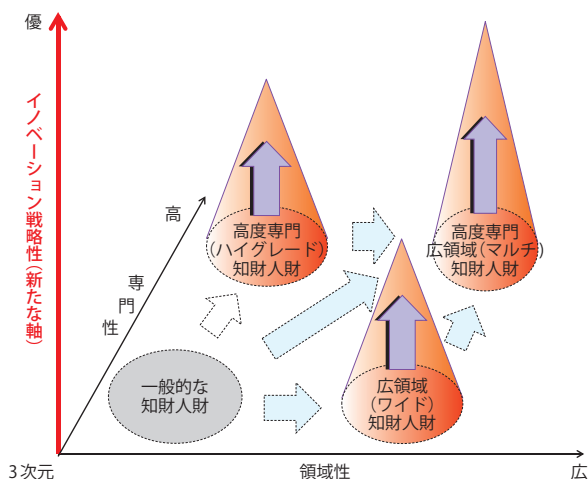 優
イノベーション戦略性(新たな軸)
高
専門性
高度専門
(ハイグレード)
知財人財
高度専門
広領域(マルチ)
知財人財
一般的な
知財人財
広領域
(ワイド)
知財人財
3次元
領域性
広